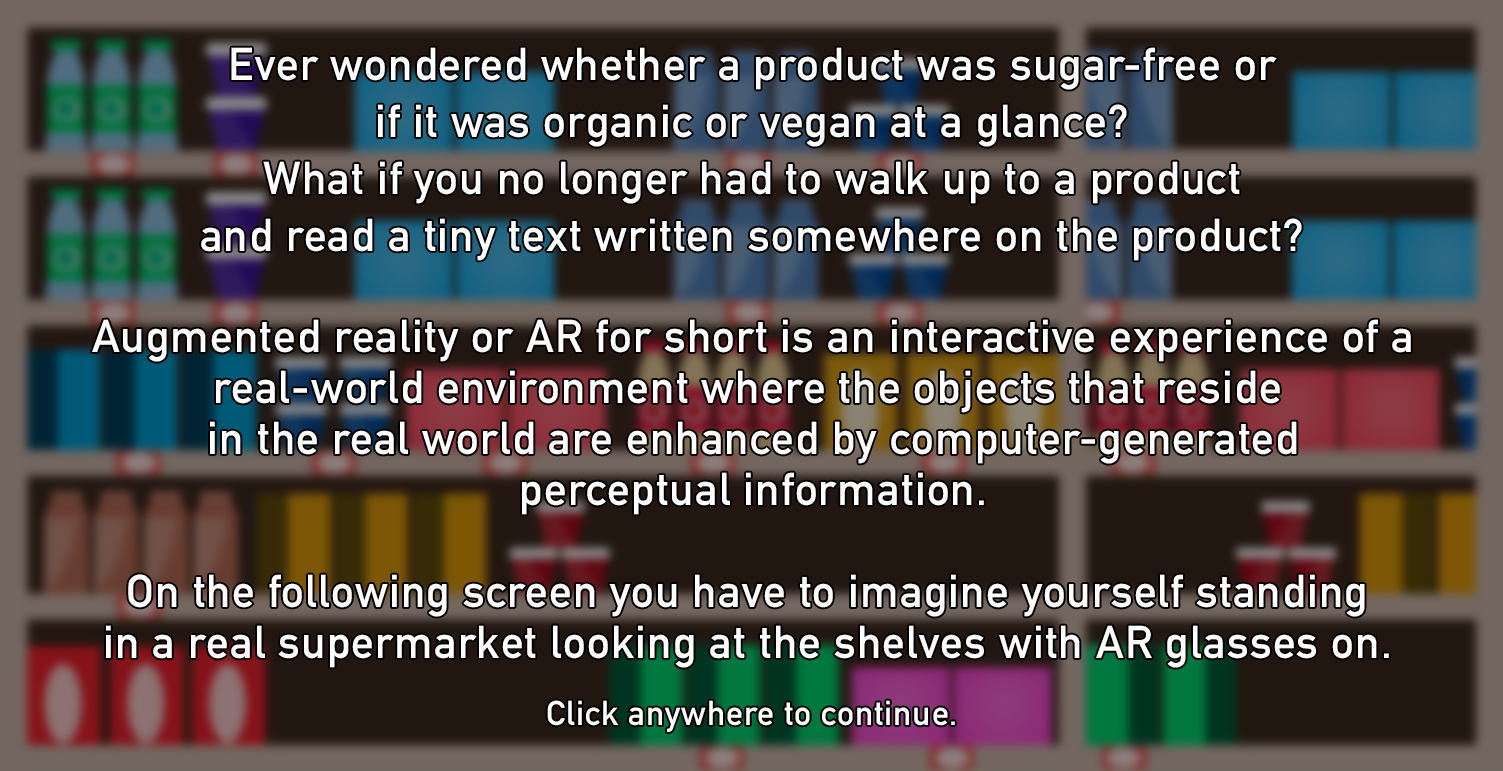 Ever wondered whether a product was sugar-free or
if it was organic or vegan at a glance?
What if you no longer had to walk up to a product
and read a tiny text written somewhere on the product?
Augmented reality or AR for short is an interactive experience of a
real-world environment where the objects that reside
in the real world are enhanced by computer-generated
perceptual information.
On the following screen you have to imagine yourself standing
in a real supermarket looking at the shelves with AR glasses on.
Click anywhere to continue.